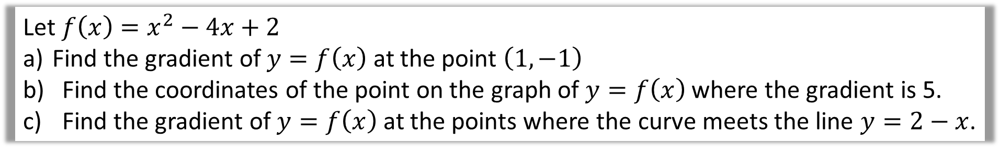 Let f(x) = x² − 4x + 2
a) Find the gradient of y = f(x) at the point (1, −1)
b) Find the coordinates of the point on the graph of y = f(x) where the gradient is 5.
c) Find the gradient of y = f(x) at the points where the curve meets the line y = 2 − x.